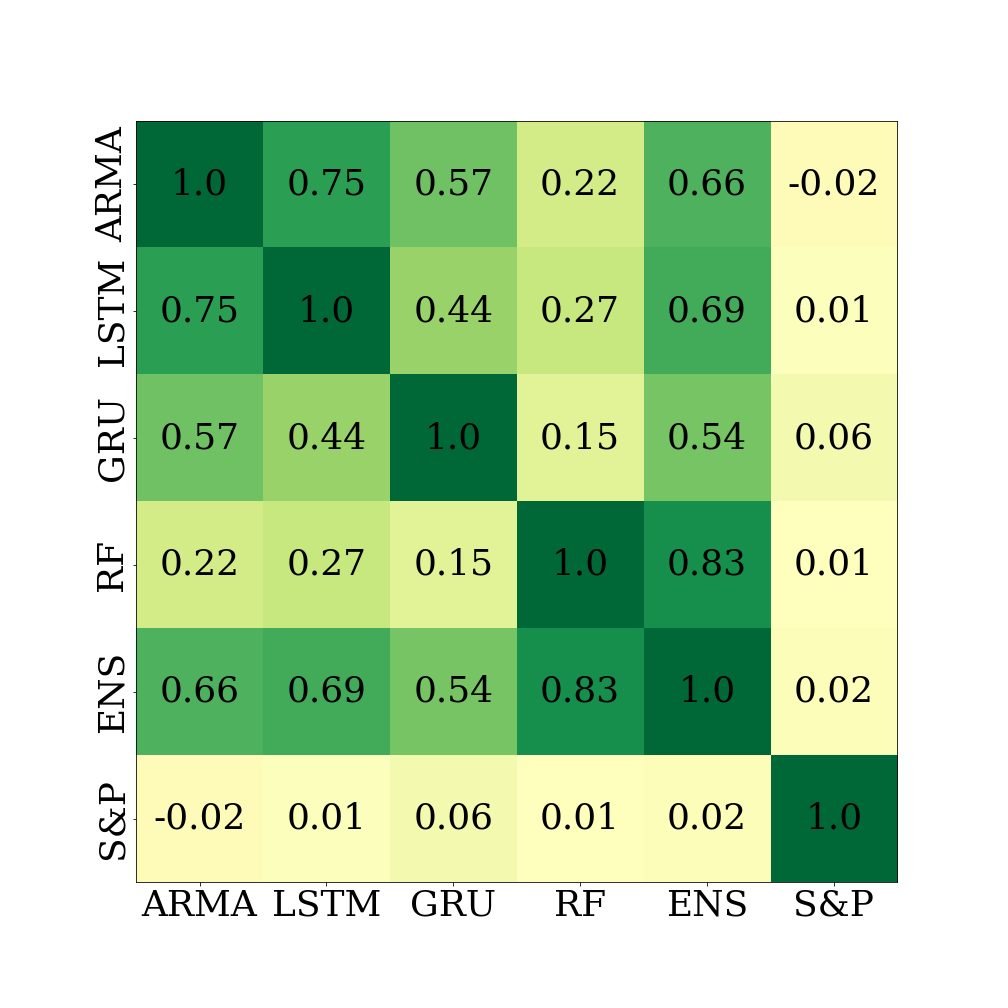 ARMA 1.0 0.75 0.57 0.22 0.66 -0.02
LSTM 0.75 1.0 0.44 0.27 0.69 0.01
GRU 0.57 0.44 1.0 0.15 0.54 0.06
RF 0.22 0.27 0.15 1.0 0.83 0.01
ENS 0.66 0.69 0.54 0.83 1.0 0.02
S&P -0.02 0.01 0.06 0.01 0.02 1.0
ARMA LSTM GRU RF ENS S&P